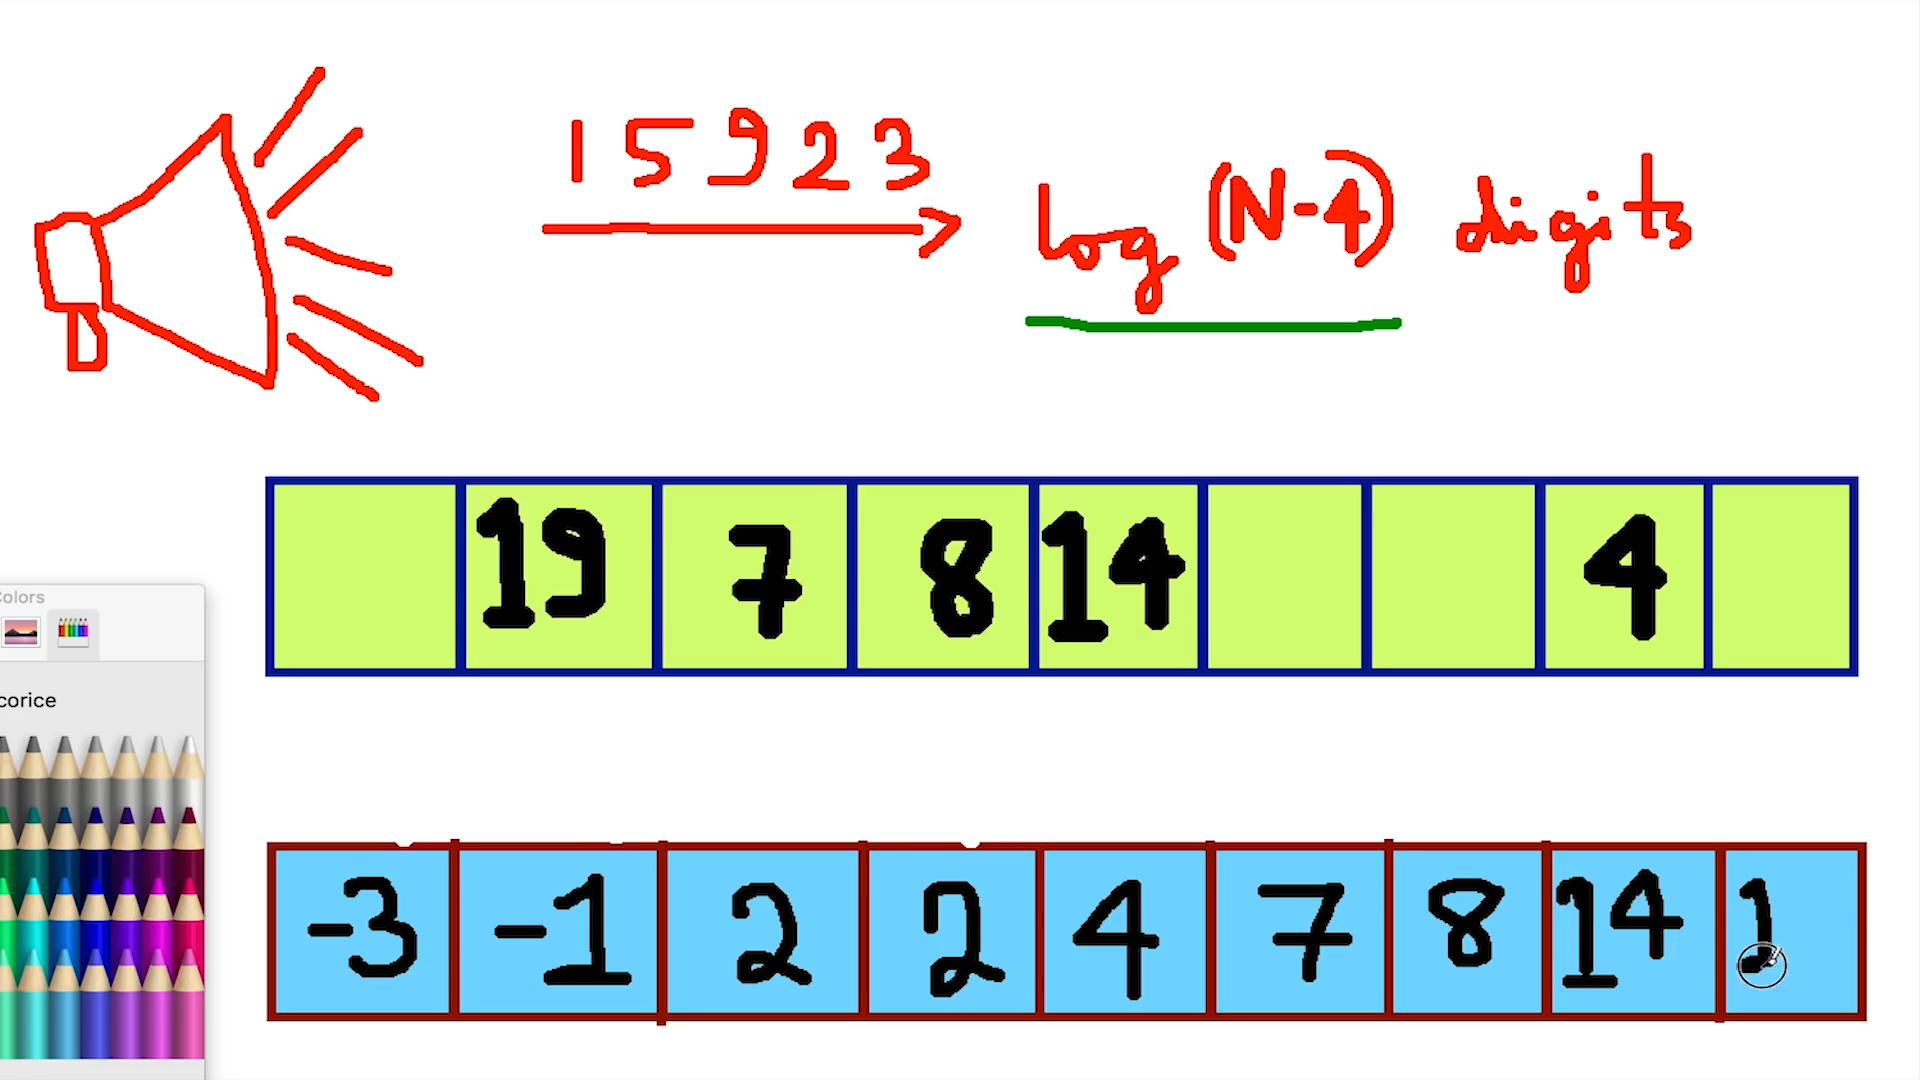 15923
log (N-4) digits
19 7 8 14 4
Colors
corice
-3 -1 2 2 4 7 8 14 1